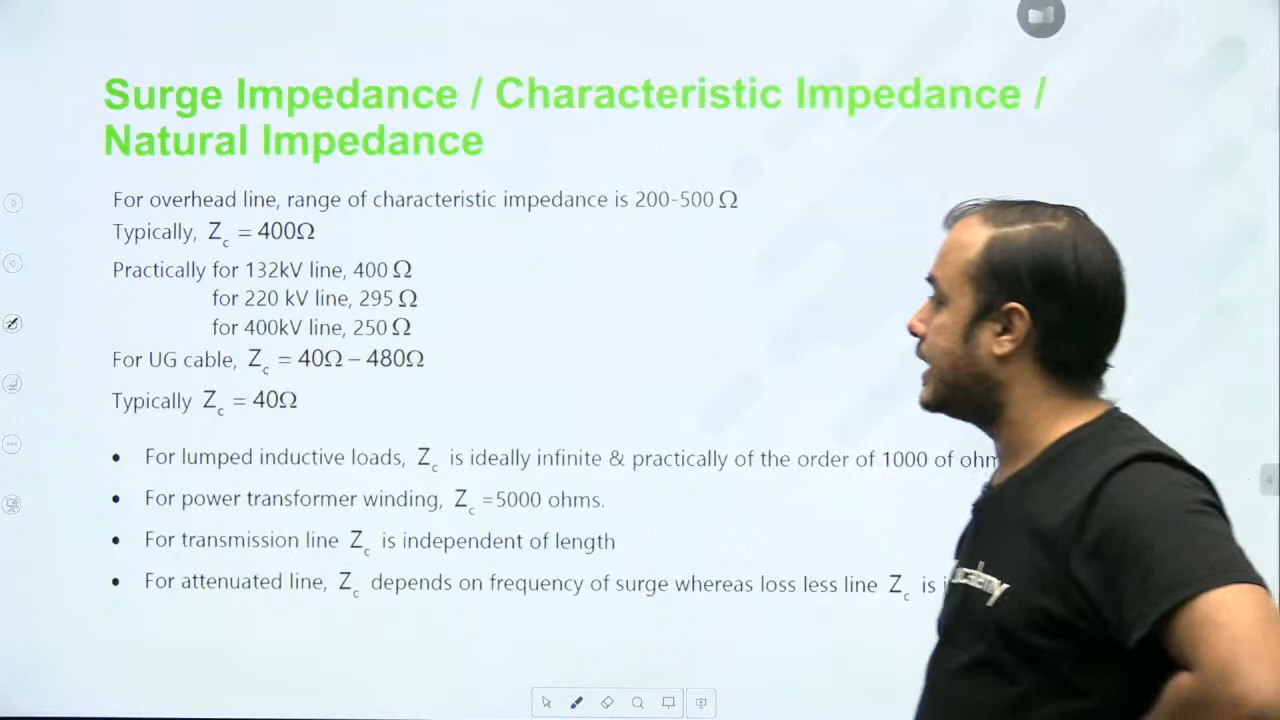 Surge Impedance / Characteristic Impedance /
Natural Impedance
For overhead line, range of characteristic impedance is 200-500 Ω
Typically, Zc = 400Ω
Practically for 132kV line, 400 Ω
for 220 kV line, 295 Ω
for 400kV line, 250 Ω
For UG cable, Zc = 40Ω – 480Ω
Typically Zc = 40Ω
• For lumped inductive loads, Zc is ideally infinite & practically of the order of 1000 of ohm
• For power transformer winding, Zc =5000 ohms.
• For transmission line Zc is independent of length
• For attenuated line, Zc depends on frequency of surge whereas loss less line Zc is